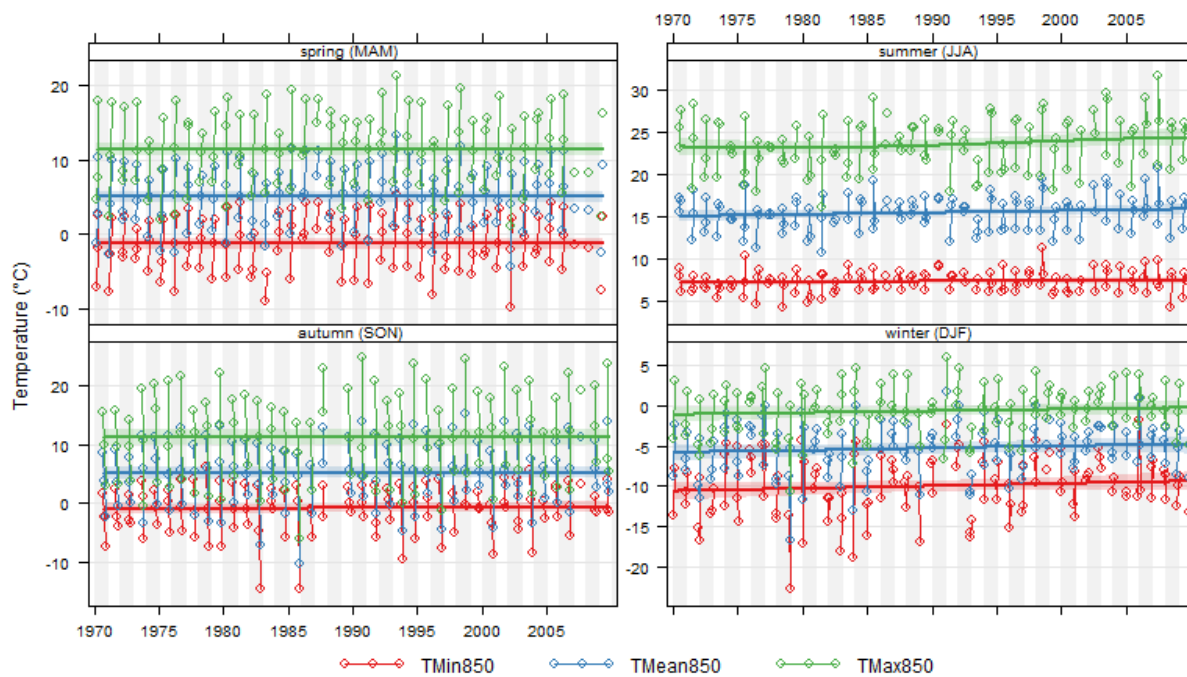 1970 1975 1980 1985 1990 1995 2000 2005
spring (MAM)
summer (JJA)
20
10
0
-10
30
25
20
15
10
5
Temperature (°C)
autumn (SON)
winter (DJF)
20
10
0
-10
5
0
-5
-10
-15
-20
1970 1975 1980 1985 1990 1995 2000 2005
TMin850 TMean850 TMax850